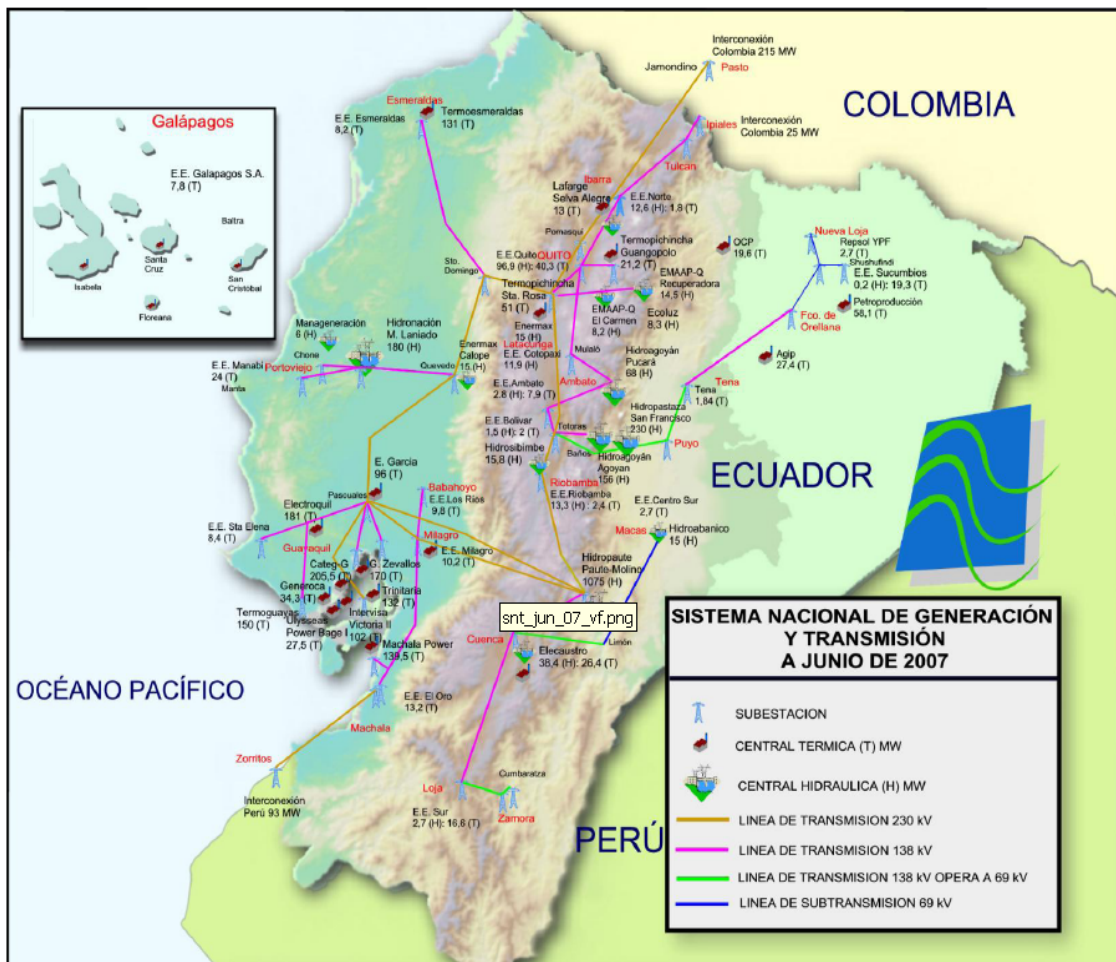 Interconexión
Colombia 215 MW
Jamondino
Pasto
COLOMBIA
Ipiales
Interconexión
Colombia 25 MW
Tulcán
Galápagos
E.E. Galapagos S.A.
7,8 (T)
Baltra
Santa
Cruz
Isabela
San
Cristóbal
Floreana
Esmeraldas
E.E. Esmeraldas
8,2 (T)
Termoesmeraldas
131 (T)
Ibarra
Lafarge
Selva Alegre
13 (T)
E.E.Norte
12,6 (H): 1,8 (T)
Pomasqui
Termopichincha
Guangopolo
21,2 (T)
OCP
19,6 (T)
Nueva Loja
Repsol YPF
2,7 (T)
Shushufindi
E.E. Sucumbios
0,2 (H): 19,3 (T)
Petroproducción
58,1 (T)
Fco. de
Orellana
Agip
27,4 (T)
Sto.
Domingo
E.E.Quito
QUITO
96,9 (H): 40,3 (T)
Termopichincha
Sta. Rosa
51 (T)
EMAAP-Q
Recuperadora
14,5 (H)
EMAAP-Q
El Carmen
8,2 (H)
Ecoluz
8,3 (H)
Enermax
15 (H)
Latacunga
E.E. Cotopaxi
11,9 (H)
Mulaló
Manageneración
6 (H)
Hidronación
M. Laniado
180 (H)
Chone
E.E. Manabí
24 (T)
Portoviejo
Manta
Quevedo
Enermax
Calope
15 (H)
E.E.Ambato
2.8 (H): 7,9 (T)
Ambato
Hidroagoyán
Pucará
68 (H)
Tena
1,84 (T)
Tena
E.E.Bolívar
1,5 (H): 2 (T)
Totoras
Hidropastaza
San Francisco
230 (H)
Puyo
Baños
Hidroagoyán
Agoyan
156 (H)
Hidrosibimbe
15,8 (H)
Riobamba
E.E.Riobamba
13,3 (H): 2,4 (T)
ECUADOR
E. García
96 (T)
Pascuales
Babahoyo
E.E.Los Ríos
9,8 (T)
Electroquil
181 (T)
E.E. Sta Elena
8,4 (T)
Guayaquil
Milagro
E.E. Milagro
10,2 (T)
E.E.Centro Sur
2,7 (T)
Macas
Hidroabanico
15 (H)
Categ-G
205,5 (T)
G. Zevallos
170 (T)
Generoca
34,3 (T)
Trinitaria
132 (T)
Termoguayas
150 (T)
Ulysseas
Power Bage I
27,5 (T)
Intervisa
Victoria II
102 (T)
Machala Power
139,5 (T)
Hidropaute
Paute-Molino
1075 (H)
snt_jun_07_vf.png
Cuenca
Limón
Elecaustro
38,4 (H): 26,4 (T)
OCÉANO PACÍFICO
E.E. El Oro
13,2 (T)
Machala
Zorritos
Interconexión
Perú 93 MW
Loja
Cumbaratza
Zamora
E.E. Sur
2,7 (H): 16,6 (T)
PERÚ
SISTEMA NACIONAL DE GENERACIÓN
Y TRANSMISIÓN
A JUNIO DE 2007
SUBESTACION
CENTRAL TERMICA (T) MW
CENTRAL HIDRAULICA (H) MW
LINEA DE TRANSMISION 230 kV
LINEA DE TRANSMISION 138 kV
LINEA DE TRANSMISION 138 kV OPERA A 69 kV
LINEA DE SUBTRANSMISION 69 kV